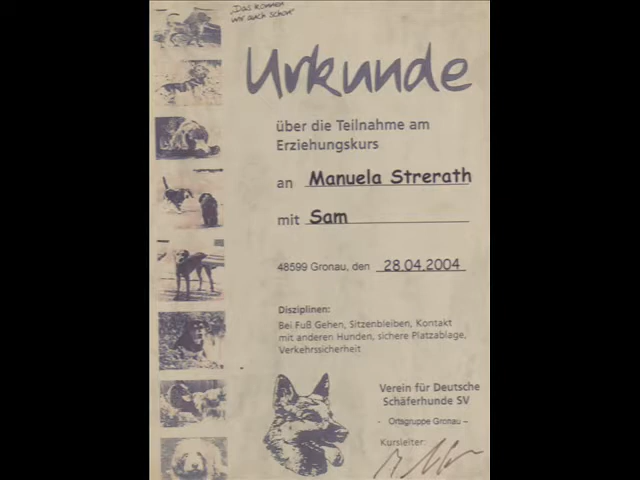 „Das können
wir auch schon"
Urkunde
über die Teilnahme am
Erziehungskurs
an Manuela Strerath
mit Sam
48599 Gronau, den 28.04.2004
Disziplinen:
Bei Fuß Gehen, Sitzenbleiben, Kontakt
mit anderen Hunden, sichere Platzablage,
Verkehrssicherheit
Verein für Deutsche
Schäferhunde SV
- Ortsgruppe Gronau –
Kursleiter: